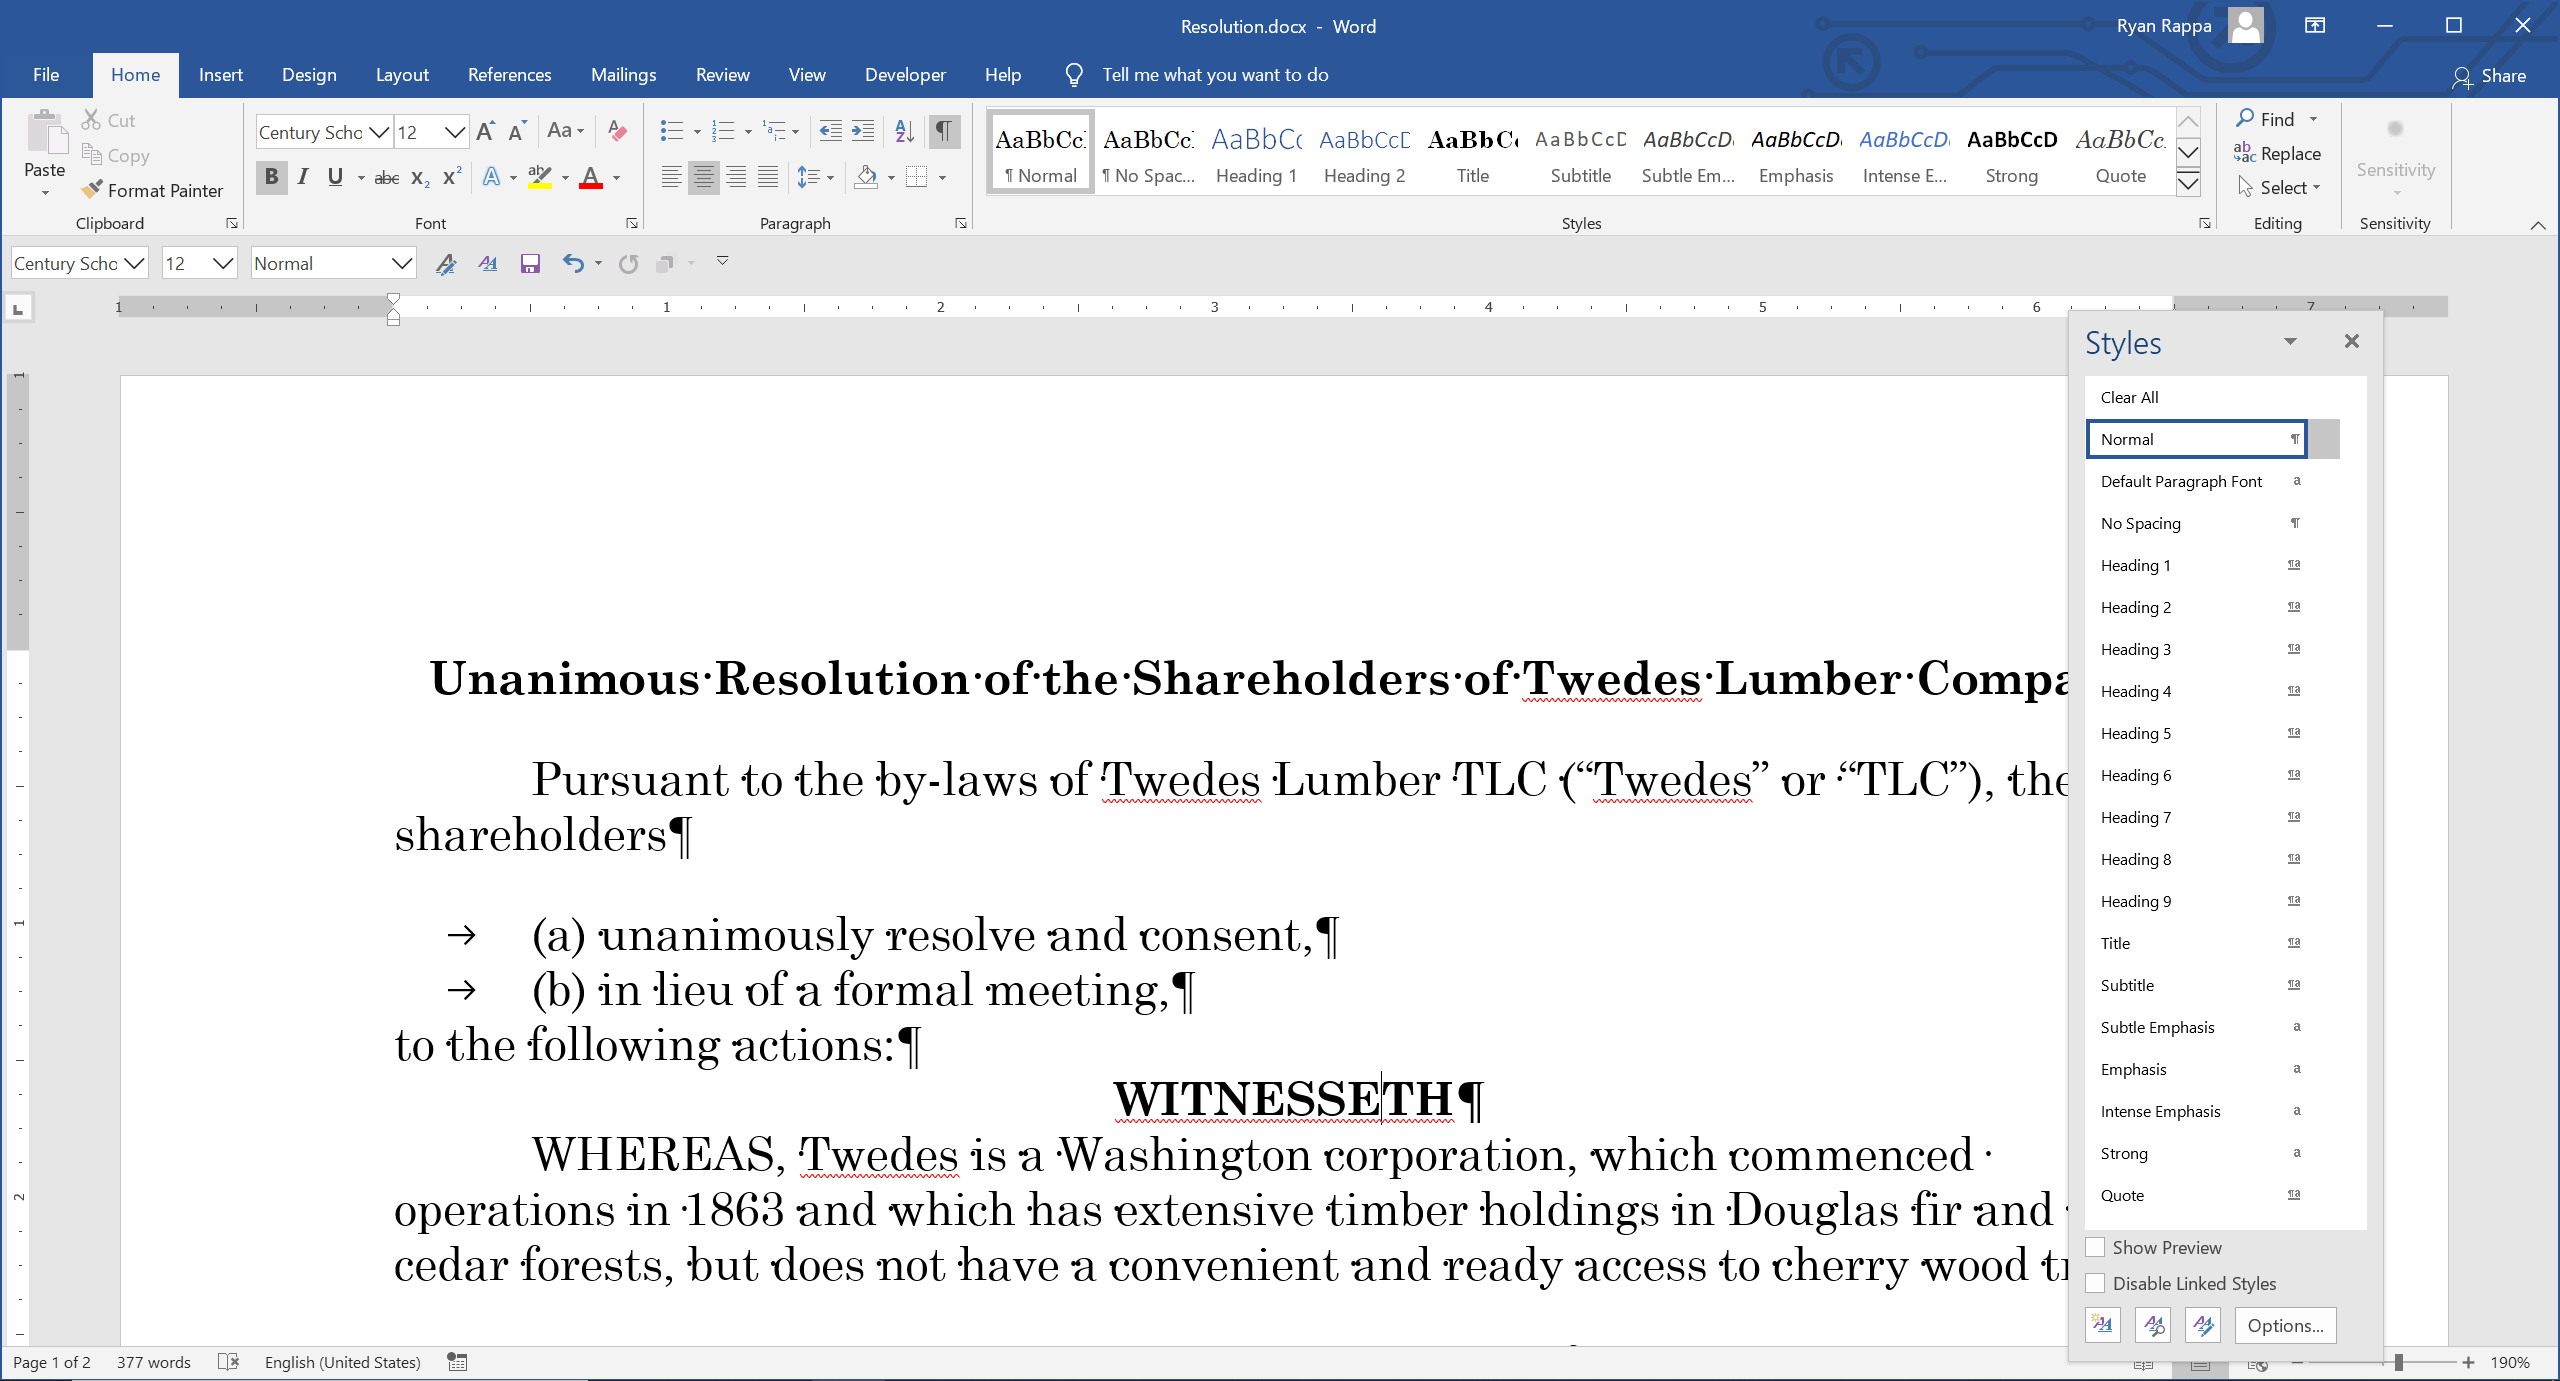 Resolution.docx - Word
Ryan Rappa
File Home Insert Design Layout References Mailings Review View Developer Help Tell me what you want to do Share
Paste
Cut
Copy
Format Painter
Clipboard
Century Scho 12
Font
Paragraph
AaBbCc AaBbCc AaBbCc AaBbCcD AaBbCc AaBbCcD AaBbCcD AaBbCcD AaBbCcD AaBbCcD AaBbCc
¶ Normal ¶ No Spac... Heading 1 Heading 2 Title Subtitle Subtle Em... Emphasis Intense E... Strong Quote
Styles
Find
Replace
Select
Editing
Sensitivity
Sensitivity
Century Scho 12 Normal
1 1 2 3 4 5 6 7
Unanimous·Resolution·of·the·Shareholders·of·Twedes·Lumber·Compa
Pursuant·to·the·by-laws·of·Twedes·Lumber·TLC·(“Twedes”·or·“TLC”),·the
shareholders¶
→ (a)·unanimously·resolve·and·consent,¶
→ (b)·in·lieu·of·a·formal·meeting,¶
to·the·following·actions:¶
WITNESSETH¶
WHEREAS,·Twedes·is·a·Washington·corporation,·which·commenced·
operations·in·1863·and·which·has·extensive·timber·holdings·in·Douglas·fir·and·
cedar·forests,·but·does·not·have·a·convenient·and·ready·access·to·cherry·wood·tr
Styles
Clear All
Normal ¶
Default Paragraph Font a
No Spacing ¶
Heading 1 ¶a
Heading 2 ¶a
Heading 3 ¶a
Heading 4 ¶a
Heading 5 ¶a
Heading 6 ¶a
Heading 7 ¶a
Heading 8 ¶a
Heading 9 ¶a
Title ¶a
Subtitle ¶a
Subtle Emphasis a
Emphasis a
Intense Emphasis a
Strong a
Quote ¶a
Show Preview
Disable Linked Styles
Options...
Page 1 of 2 377 words English (United States) 190%